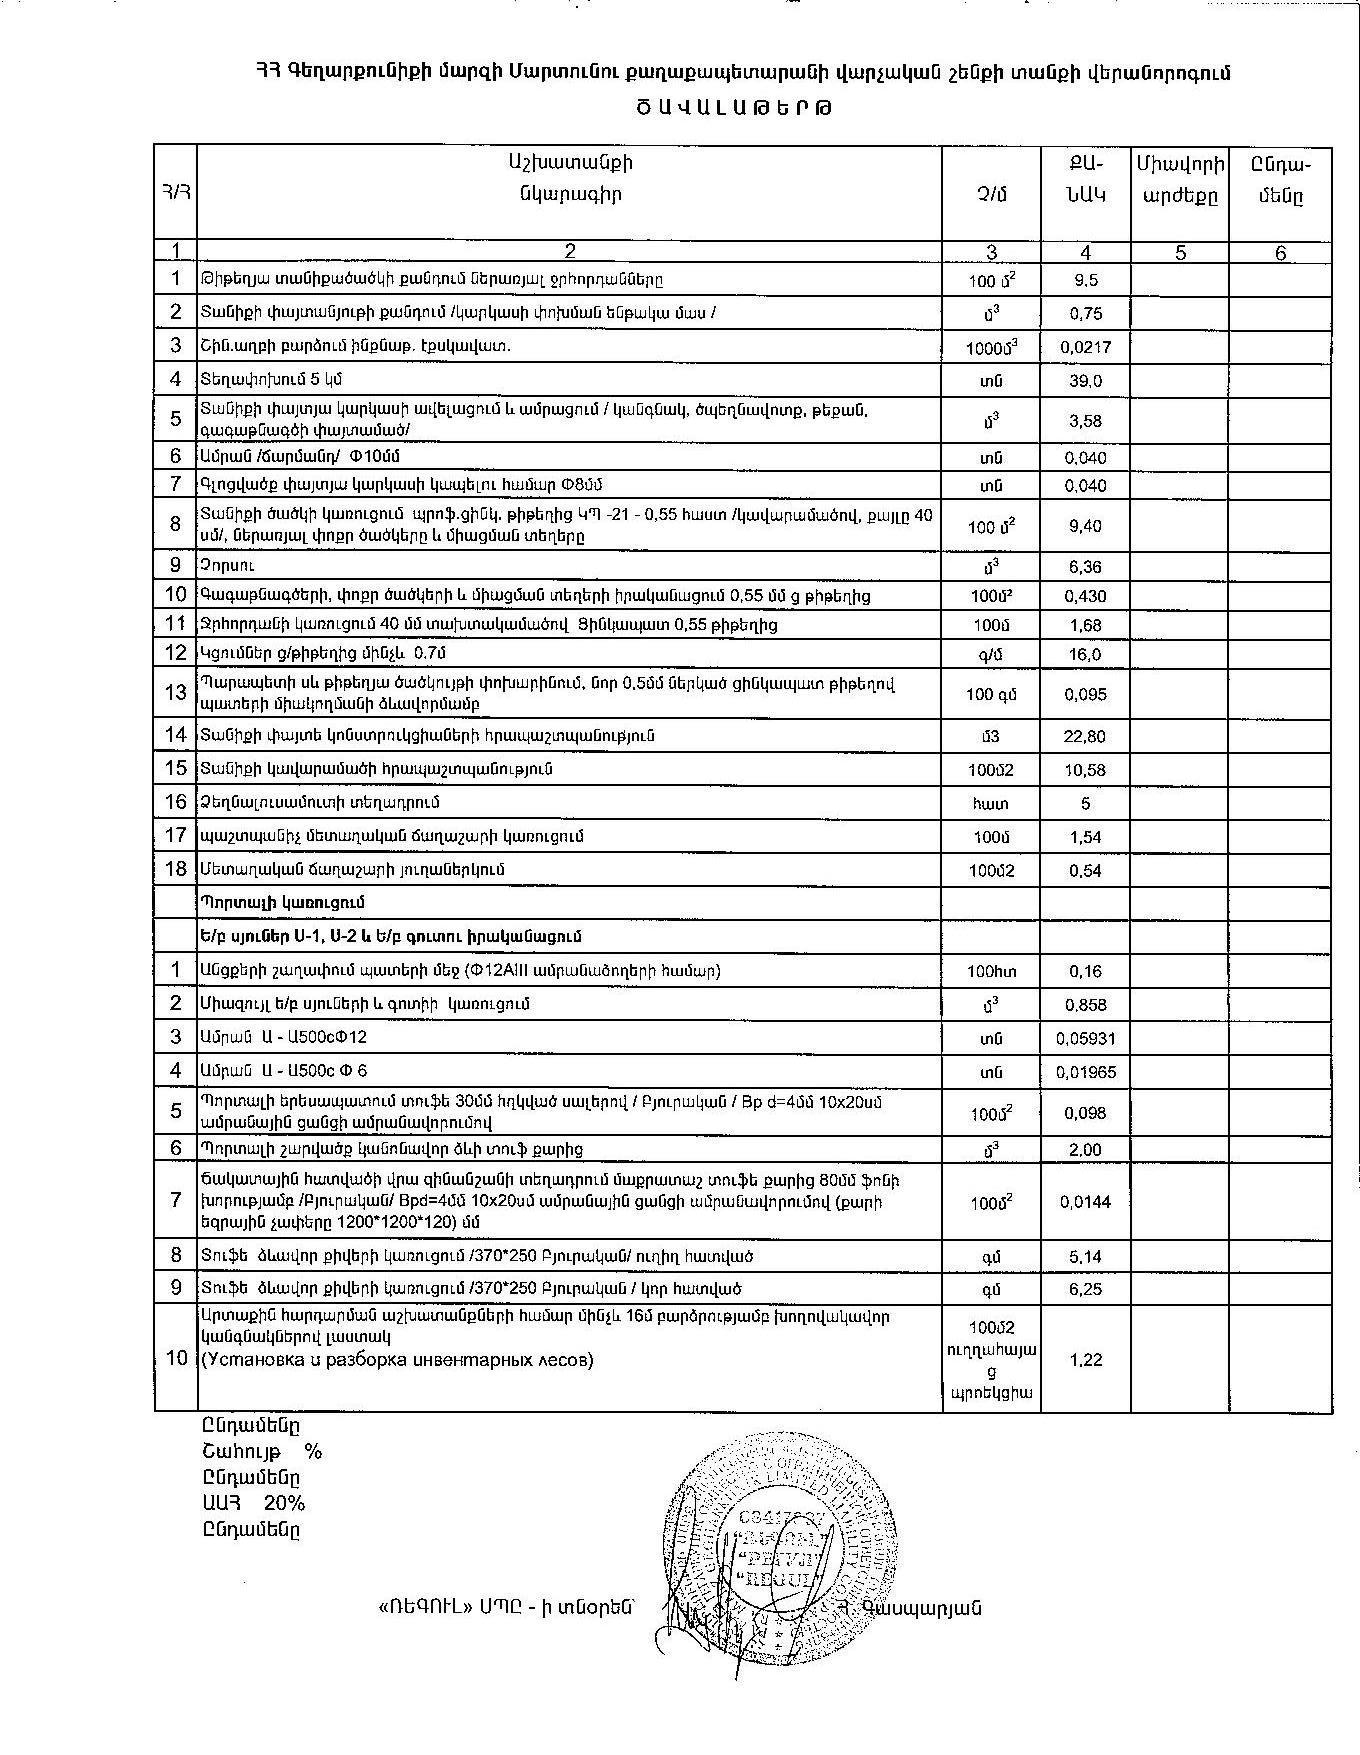 ՀՀ Գեղարքունիքի մարզի Մարտունու քաղաքապետարանի վարչական շենքի տանքի վերանորոգում
ԾԱՎԱԼԱԹԵՐԹ
Հ/Հ Աշխատանքի նկարագիր Չ/մ ՔԱ-ՆԱԿ Միավորի արժեքը Ընդա-մենը
1 2 3 4 5 6
1 Թիթեղյա տանիքածածկի քանդում ներառյալ ջրհորդանները 100 մ² 9,5
2 Տանիքի փայտանյութի քանդում /կարկասի փոխման ենթակա մաս / մ³ 0,75
3 Շին.աղբի բարձում ինքնաթ. էքսկավատ. 1000մ³ 0,0217
4 Տեղափոխում 5 կմ տն 39,0
5 Տանիքի փայտյա կարկասի ավելացում և ամրացում / կանգնակ, ծպեղնավոտք, թեքան,
գագաթնագծի փայտամած/ մ³ 3,58
6 Ամրան /ճարմանդ/ Ф10մմ տն 0,040
7 Գլոցվածք փայտյա կարկասի կապելու համար Ф8մմ տն 0,040
8 Տանիքի ծածկի կառուցում պրոֆ.ցինկ. թիթեղից ԿՊ -21 - 0,55 հաստ /կավարամածով, քայլը 40
սմ/, ներառյալ փոքր ծածկերը և միացման տեղերը 100 մ² 9,40
9 Չորսու մ³ 6,36
10 Գագաթնագծերի, փոքր ծածկերի և միացման տեղերի իրականացում 0,55 մմ ց թիթեղից 100մ² 0,430
11 Ջրհորդանի կառուցում 40 մմ տախտակամածով Ցինկապատ 0,55 թիթեղից 100մ 1,68
12 Կցումներ ց/թիթեղից մինչև 0.7մ գ/մ 16,0
13 Պարապետի սև թիթեղյա ծածկույթի փոխարինում, նոր 0,5մմ ներկած ցինկապատ թիթեղով
պատերի միակողմանի ձևավորմամբ 100 գմ 0,095
14 Տանիքի փայտե կոնստրուկցիաների հրապաշտպանություն մ3 22,80
15 Տանիքի կավարամածի հրապաշտպանություն 100մ2 10,58
16 Ձեղնալուսամուտի տեղադրում հատ 5
17 պաշտպանիչ մետաղական ճաղաշարի կառուցում 100մ 1,54
18 Մետաղական ճաղաշարի յուղաներկում 100մ2 0,54
Պորտալի կառուցում
Ե/բ սյուներ Ս-1, Ս-2 և ե/բ գոտու իրականացում
1 Անցքերի շաղափում պատերի մեջ (Ф12AIII ամրանաձողերի համար) 100հտ 0,16
2 Միազույլ ե/բ սյուների և գոտիի կառուցում մ³ 0,858
3 Ամրան Ա - Ա500сФ12 տն 0,05931
4 Ամրան Ա - Ա500с Ф 6 տն 0,01965
5 Պորտալի երեսապատում տուֆե 30մմ հղկված սալերով / Բյուրական / Bp d=4մմ 10x20սմ
ամրանային ցանցի ամրանավորումով 100մ² 0,098
6 Պորտալի շարվածք կանոնավոր ձևի տուֆ քարից մ³ 2,00
7 Ճակատային հատվածի վրա զինանշանի տեղադրում մաքրատաշ տուֆե քարից 80մմ ֆոնի
խորությամբ /Բյուրական/ Bpd=4մմ 10x20սմ ամրանային ցանցի ամրանավորումով (քարի
եզրային չափերը 1200*1200*120) մմ 100մ² 0,0144
8 Տուֆե ձևավոր քիվերի կառուցում /370*250 Բյուրական/ ուղիղ հատված գմ 5,14
9 Տուֆե ձևավոր քիվերի կառուցում /370*250 Բյուրական / կոր հատված գմ 6,25
10 Արտաքին հարդարման աշխատանքների համար մինչև 16մ բարձրությամբ խողովակավոր
կանգնակներով լաստակ
(Установка и разборка инвентарных лесов) 100մ2 ուղղահայաց պրոեկցիա 1,22
Ընդամենը
Շահույթ %
Ընդամենը
ԱԱՀ 20%
Ընդամենը
«ՌԵԳՈՒԼ» ՍՊԸ - ի տնօրեն՝ Հ. Գասպարյան
"ՌԵԳՈՒԼ"
"РЕГУЛ"
"REGUL"